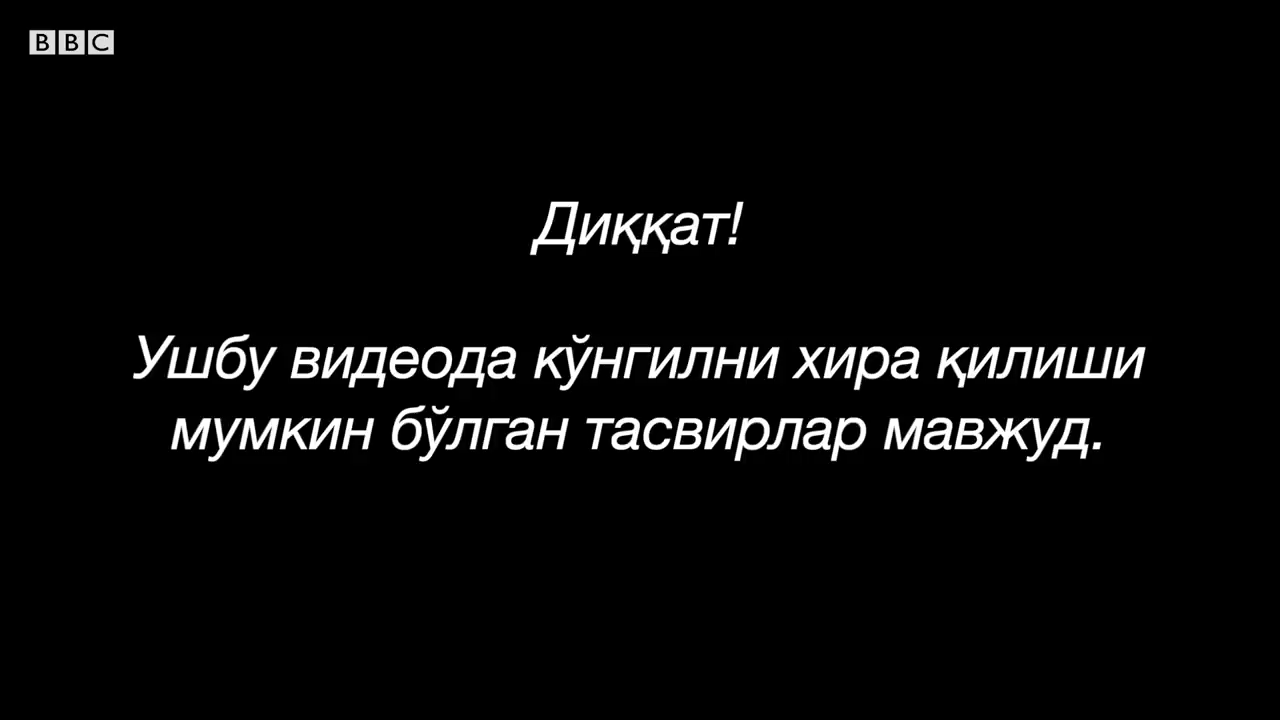 BBC
Диққат!
Ушбу видеода кўнгилни хира қилиши
мумкин бўлган тасвирлар мавжуд.